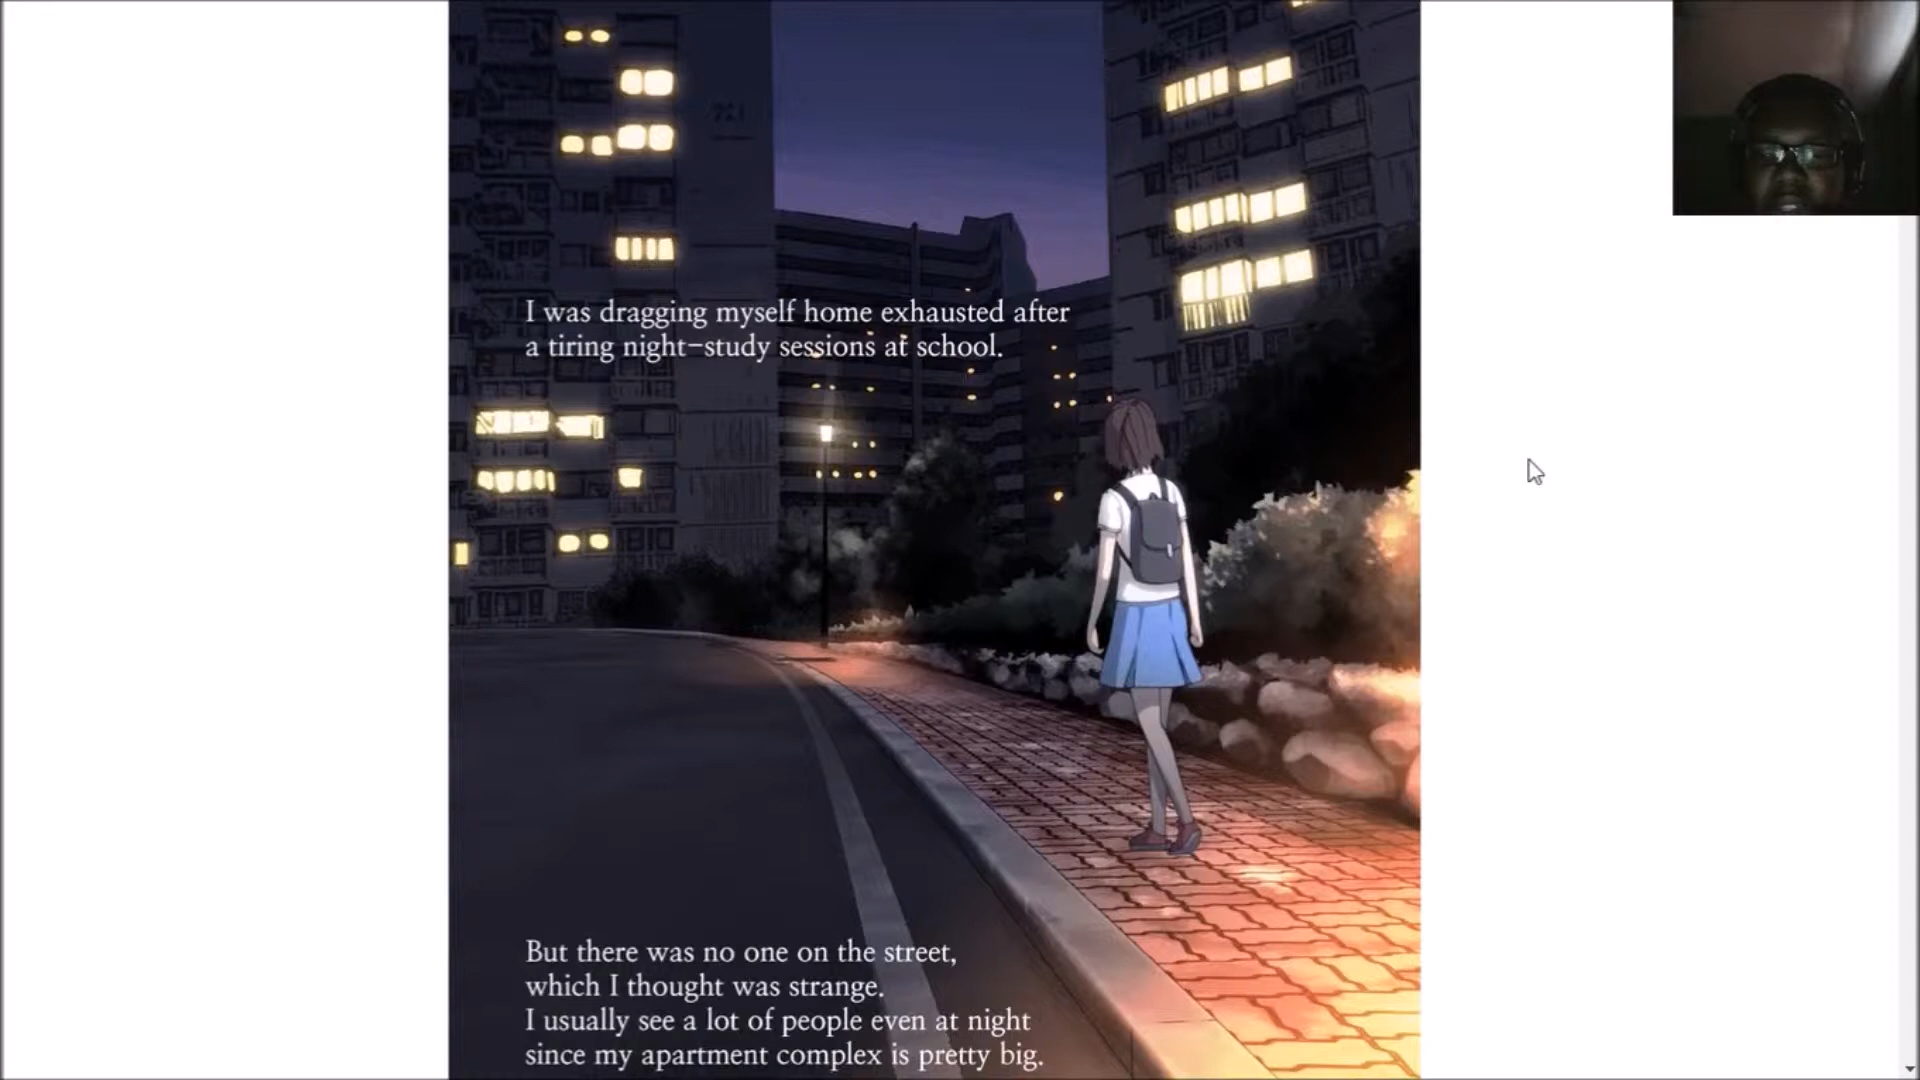 I was dragging myself home exhausted after
a tiring night-study sessions at school.
But there was no one on the street,
which I thought was strange.
I usually see a lot of people even at night
since my apartment complex is pretty big.